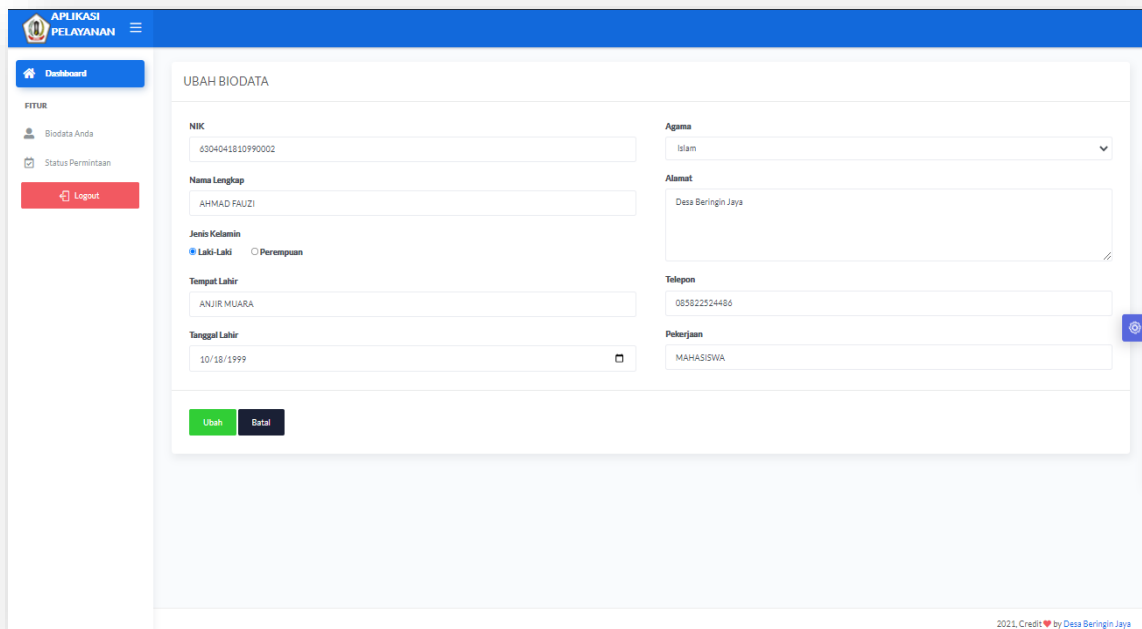 APLIKASI
PELAYANAN
Dashboard
FITUR
Biodata Anda
Status Permintaan
Logout
UBAH BIODATA
NIK
6304041810990002
Nama Lengkap
AHMAD FAUZI
Jenis Kelamin
Laki-Laki Perempuan
Tempat Lahir
ANJIR MUARA
Tanggal Lahir
10/18/1999
Agama
Islam
Alamat
Desa Beringin Jaya
Telepon
085822524486
Pekerjaan
MAHASISWA
Ubah Batal
2021, Credit by Desa Beringin Jaya